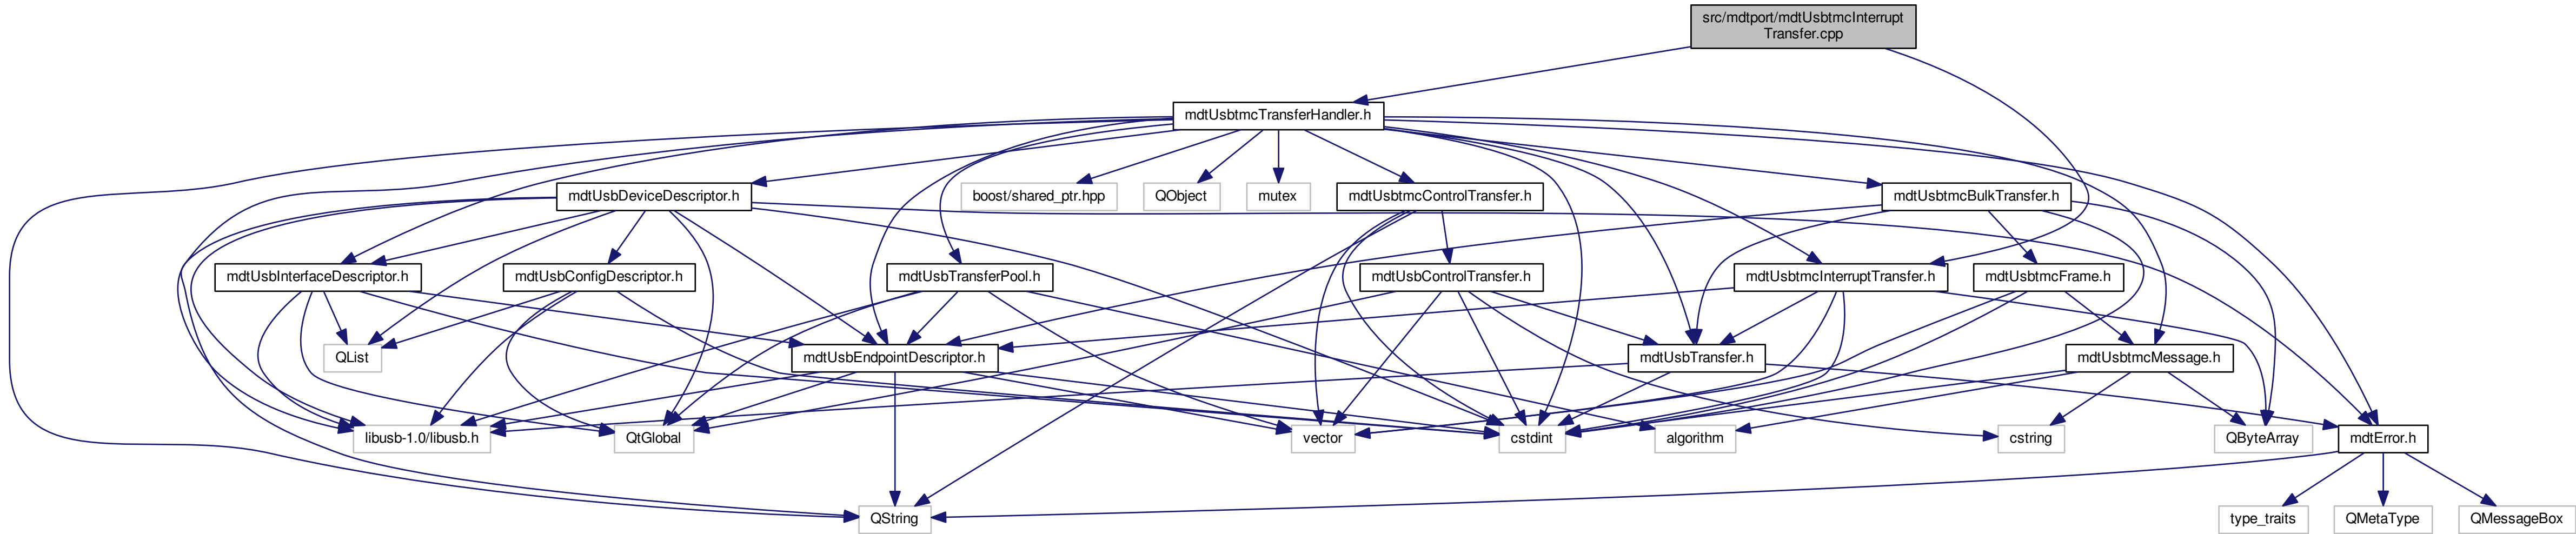 src/mdtport/mdtUsbtmcInterrupt
Transfer.cpp
mdtUsbtmcTransferHandler.h
mdtUsbDeviceDescriptor.h
boost/shared_ptr.hpp
QObject
mutex
mdtUsbtmcControlTransfer.h
mdtUsbtmcBulkTransfer.h
mdtUsbInterfaceDescriptor.h
mdtUsbConfigDescriptor.h
mdtUsbTransferPool.h
mdtUsbControlTransfer.h
mdtUsbtmcInterruptTransfer.h
mdtUsbtmcFrame.h
QList
mdtUsbEndpointDescriptor.h
mdtUsbTransfer.h
mdtUsbtmcMessage.h
libusb-1.0/libusb.h
QtGlobal
vector
cstdint
algorithm
cstring
QByteArray
mdtError.h
QString
type_traits
QMetaType
QMessageBox